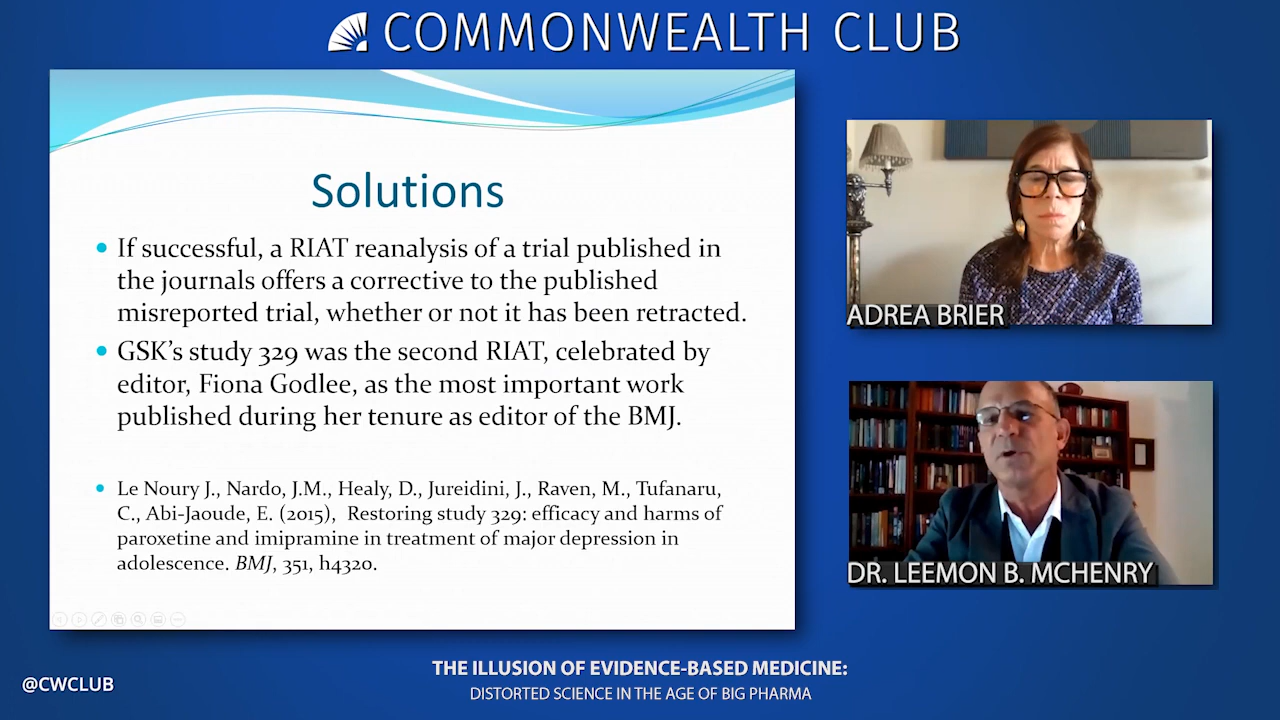 COMMONWEALTH CLUB
Solutions
If successful, a RIAT reanalysis of a trial published in
the journals offers a corrective to the published
misreported trial, whether or not it has been retracted.
GSK's study 329 was the second RIAT, celebrated by
editor, Fiona Godlee, as the most important work
published during her tenure as editor of the BMJ.
Le Noury J., Nardo, J.M., Healy, D., Jureidini, J., Raven, M., Tufanaru,
C., Abi-Jaoude, E. (2015), Restoring study 329: efficacy and harms of
paroxetine and imipramine in treatment of major depression in
adolescence. BMJ, 351, h4320.
ADREA BRIER
DR. LEEMON B. MCHENRY
@CWCLUB
THE ILLUSION OF EVIDENCE-BASED MEDICINE:
DISTORTED SCIENCE IN THE AGE OF BIG PHARMA